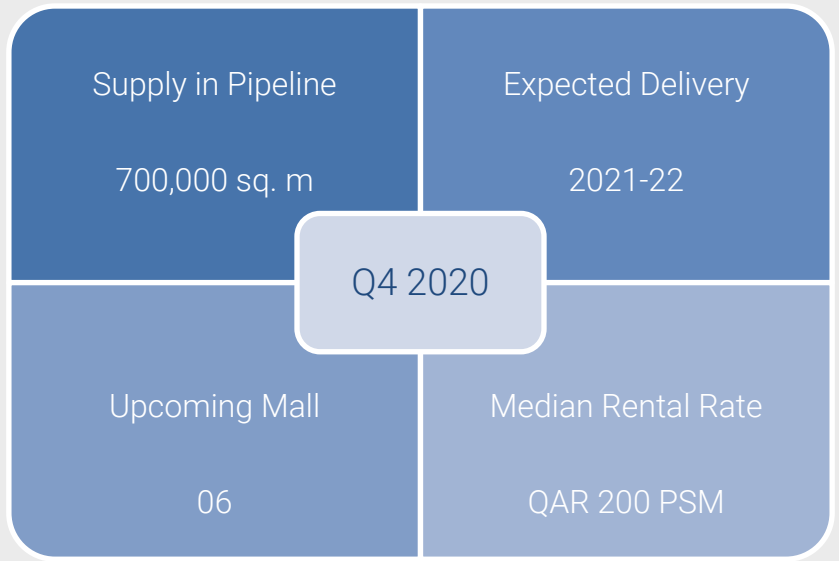 Supply in Pipeline
700,000 sq. m
Expected Delivery
2021-22
Q4 2020
Upcoming Mall
06
Median Rental Rate
QAR 200 PSM